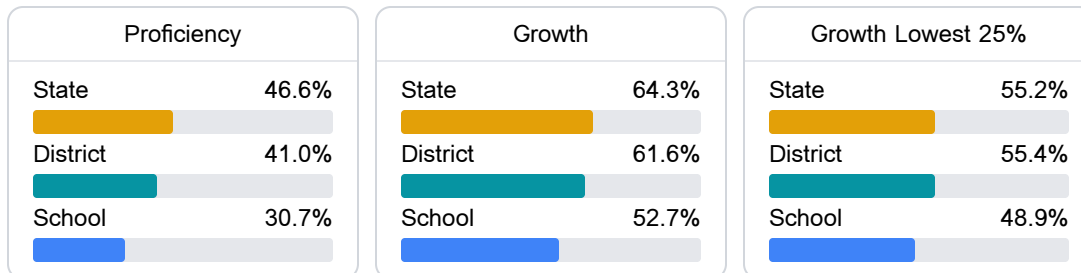 Proficiency
State 46.6%
District 41.0%
School 30.7%
Growth
State 64.3%
District 61.6%
School 52.7%
Growth Lowest 25%
State 55.2%
District 55.4%
School 48.9%